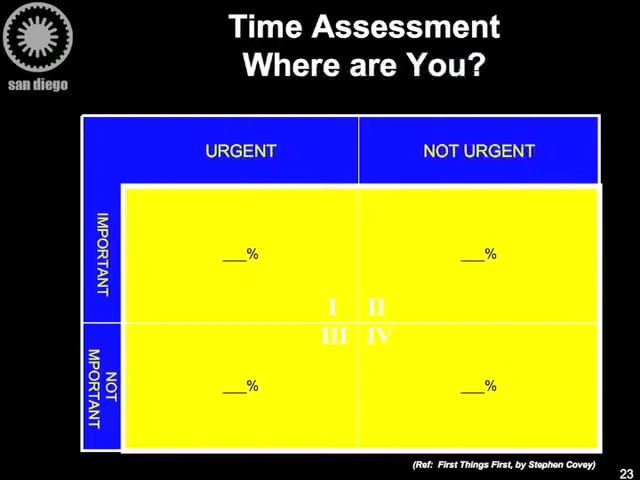 Time Assessment
Where are You?
san diego
URGENT
NOT URGENT
IMPORTANT
___%
___%
I
II
III
IV
NOT
MPORTANT
___%
___%
(Ref: First Things First, by Stephen Covey)
23